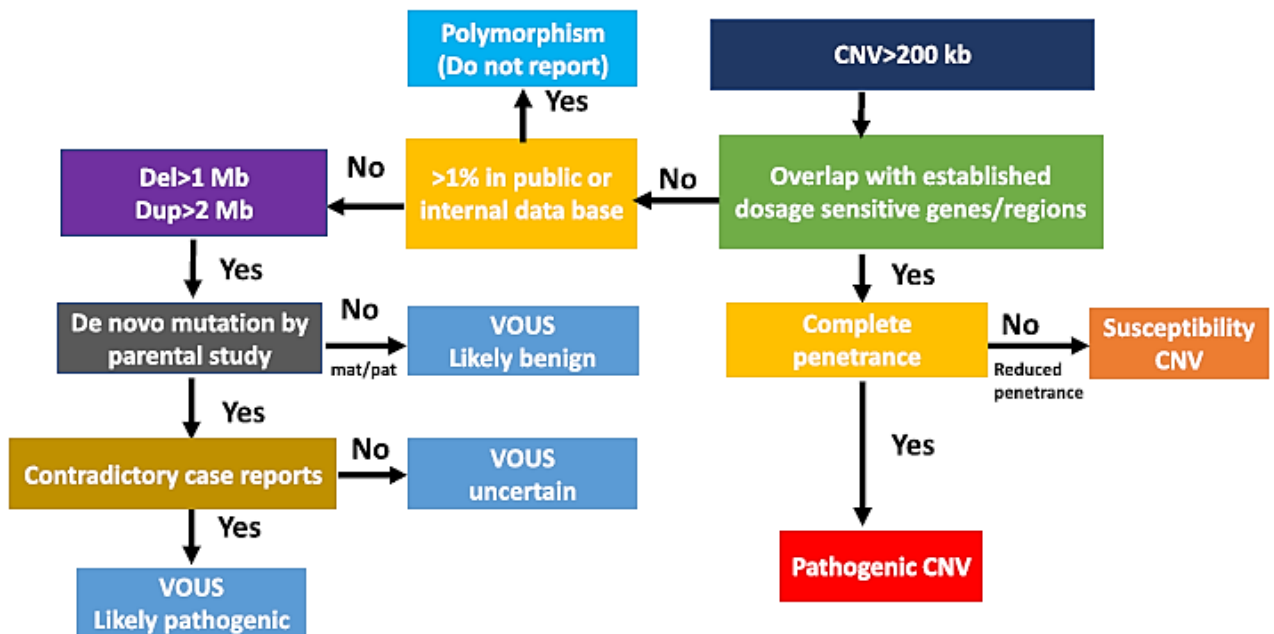 Polymorphism
(Do not report)
CNV>200 kb
Yes
Del>1 Mb
Dup>2 Mb
No
>1% in public or
internal data base
No
Overlap with established
dosage sensitive genes/regions
Yes
Yes
De novo mutation by
parental study
No
mat/pat
VOUS
Likely benign
Complete
penetrance
No
Reduced
penetrance
Susceptibility
CNV
Yes
Yes
Contradictory case reports
No
VOUS
uncertain
Yes
Pathogenic CNV
VOUS
Likely pathogenic